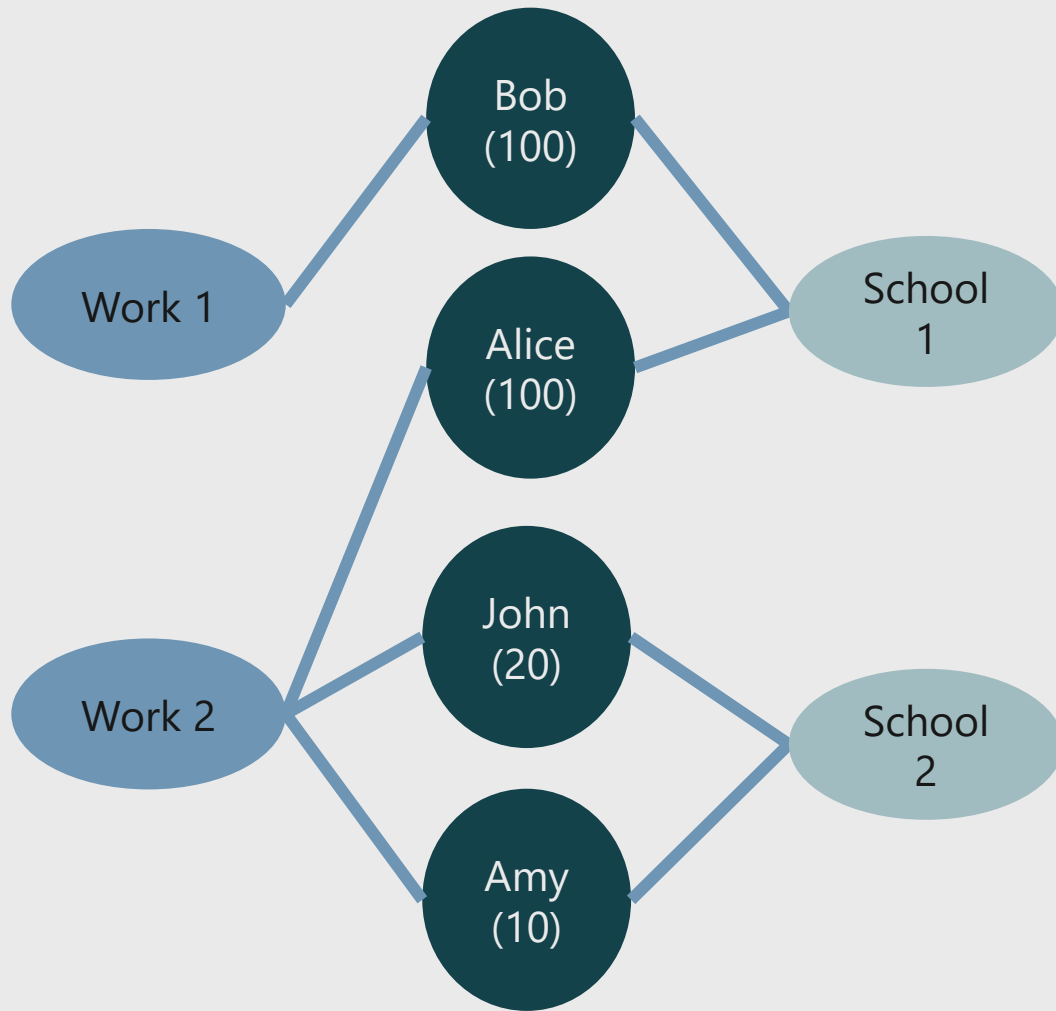 Bob
(100)
Work 1
School
1
Alice
(100)
John
(20)
Work 2
School
2
Amy
(10)